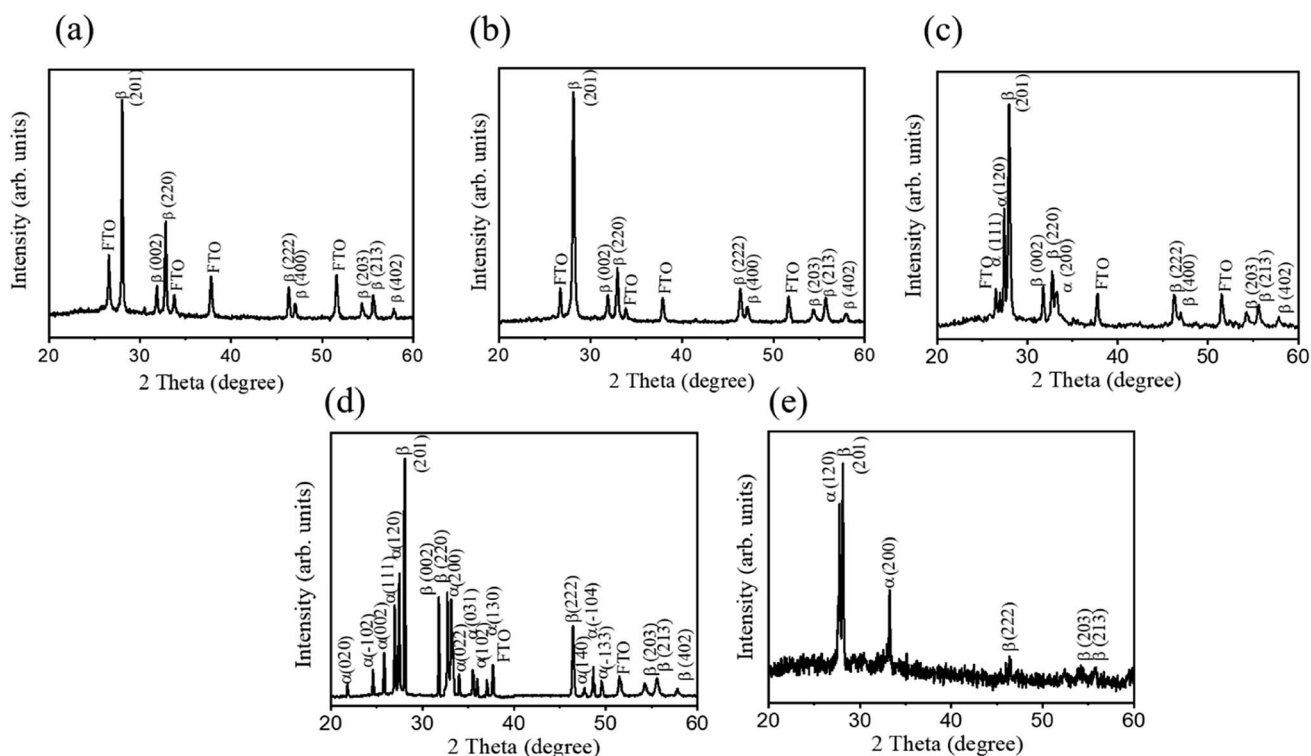 (a)
Intensity (arb. units)
FTO
β
(201)
β (002)
β (220)
FTO
FTO
β (222)
β (400)
FTO
β (203)
β (213)
β (402)
20 30 40 50 60
2 Theta (degree)
(b)
Intensity (arb. units)
FTO
β
(201)
β (002)
β (220)
FTO
FTO
β (222)
β (400)
FTO
β (203)
β (213)
β (402)
20 30 40 50 60
2 Theta (degree)
(c)
Intensity (arb. units)
FTO
α (111)
α (120)
β
(201)
β (002)
β (220)
α (200)
FTO
β (222)
β (400)
FTO
β (203)
β (213)
β (402)
20 30 40 50 60
2 Theta (degree)
(d)
Intensity (arb. units)
α(020)
α(-102)
α(002)
α(111)
α(120)
β
(201)
β (002)
β (220)
α(200)
α(022)
α(031)
α(102)
α(130)
FTO
β(222)
α(140)
α(-104)
α(-133)
FTO
β (203)
β (213)
β (402)
20 30 40 50 60
2 Theta (degree)
(e)
Intensity (arb. units)
α (120)
β
(201)
α (200)
β (222)
β (203)
β (213)
20 30 40 50 60
2 Theta (degree)